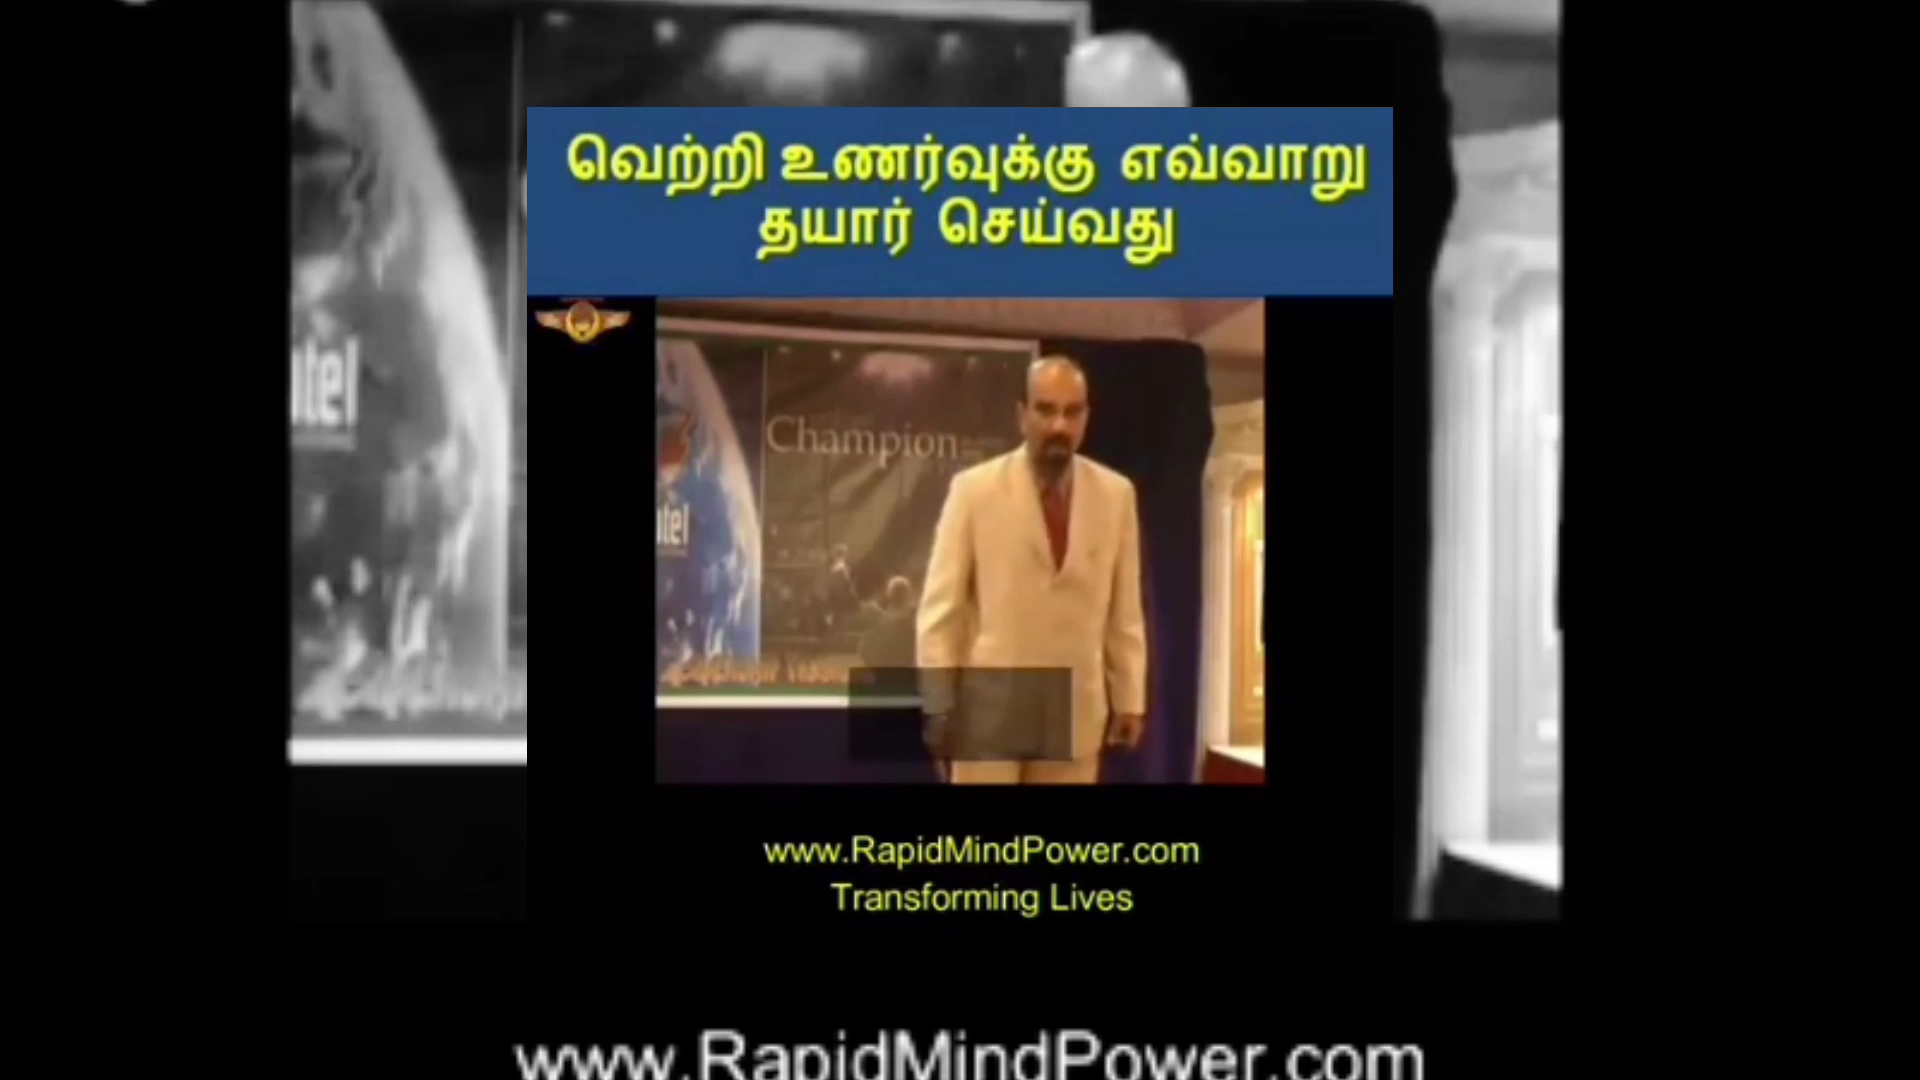 வெற்றி உணர்வுக்கு எவ்வாறு
தயார் செய்வது
Champion
www.RapidMindPower.com
Transforming Lives
www.RapidMindPower.com